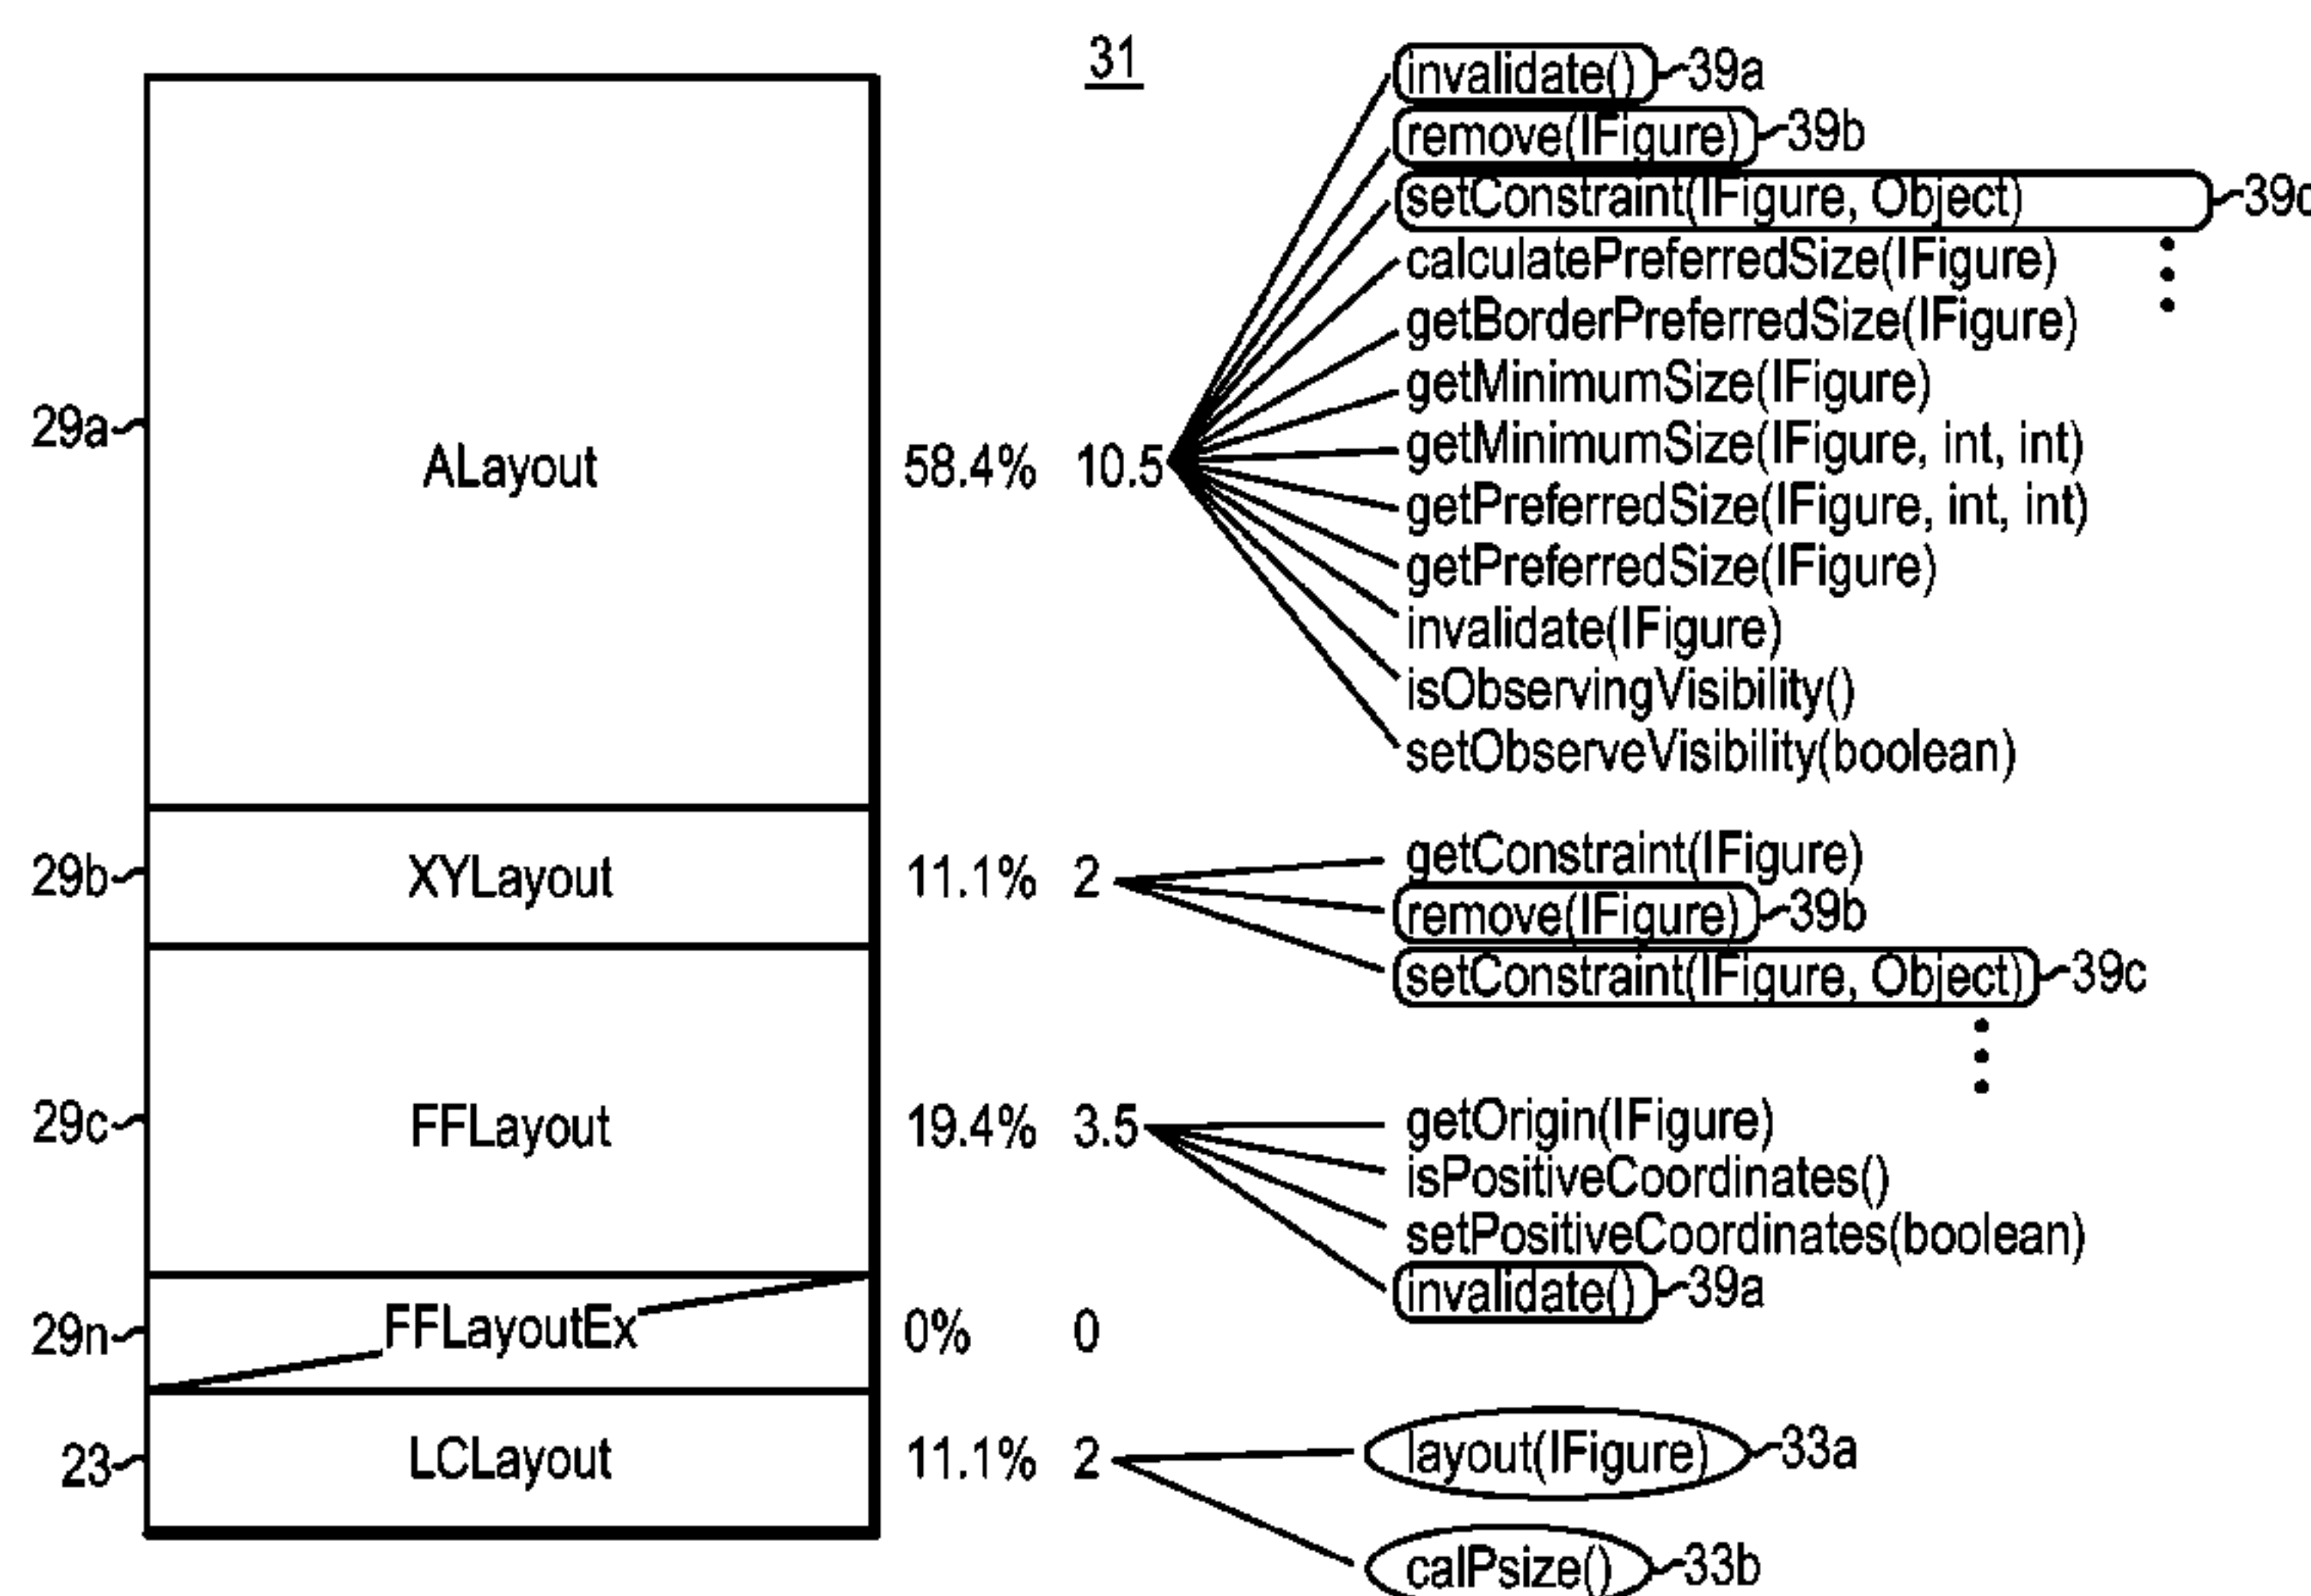 31
invalidate() 39a
remove(IFigure) 39b
setConstraint(IFigure, Object)
calculatePreferredSize(IFigure)
getBorderPreferredSize(IFigure)
getMinimumSize(IFigure)
29a ALayout 58.4% 10.5 getMinimumSize(IFigure, int, int)
getPreferredSize(IFigure, int, int)
getPreferredSize(IFigure)
invalidate(IFigure)
isObservingVisibility()
setObserveVisibility(boolean)
getConstraint(IFigure)
29b XYLayout 11.1% 2 remove(IFigure) 39b
setConstraint(IFigure, Object) 39c
29c FFLayout 19.4% 3.5 getOrigin(IFigure)
isPositiveCoordinates()
setPositiveCoordinates(boolean)
invalidate() 39a
29n FFLayoutEx 0% 0
23 LCLayout 11.1% 2 layout(IFigure) 33a
calPsize() 33b